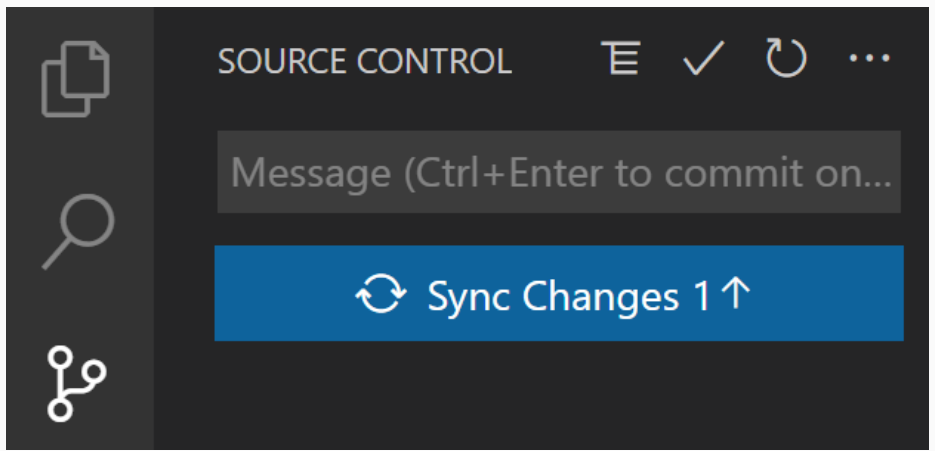 SOURCE CONTROL
Message (Ctrl+Enter to commit on...
Sync Changes 1↑